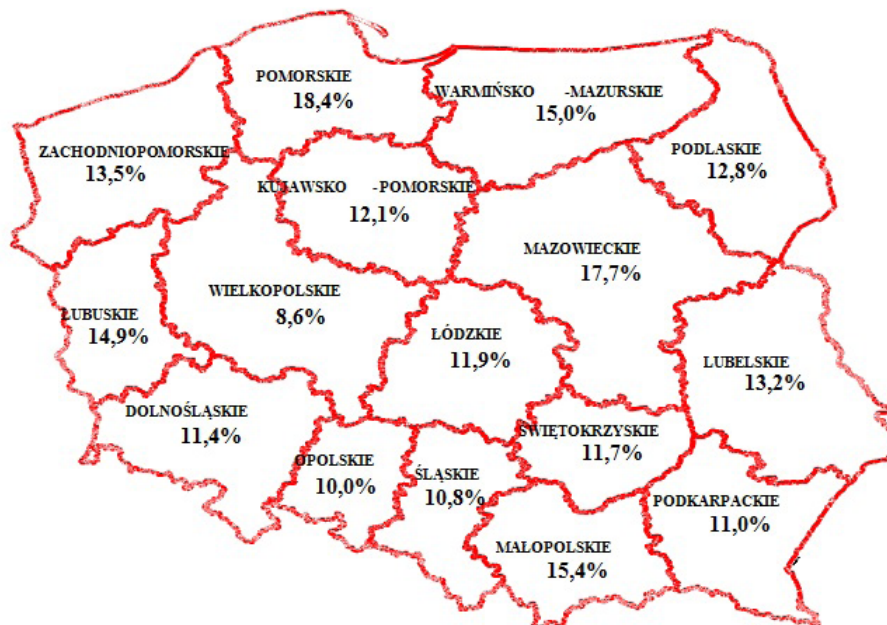 POMORSKIE
18,4%
WARMIŃSKO -MAZURSKIE
15,0%
ZACHODNIOPOMORSKIE
13,5%
PODLASKIE
12,8%
KUJAWSKO -POMORSKIE
12,1%
MAZOWIECKIE
17,7%
WIELKOPOLSKIE
8,6%
LUBUSKIE
14,9%
ŁÓDZKIE
11,9%
LUBELSKIE
13,2%
DOLNOŚLĄSKIE
11,4%
ŚWIĘTOKRZYSKIE
11,7%
OPOLSKIE
10,0%
ŚLĄSKIE
10,8%
PODKARPACKIE
11,0%
MAŁOPOLSKIE
15,4%